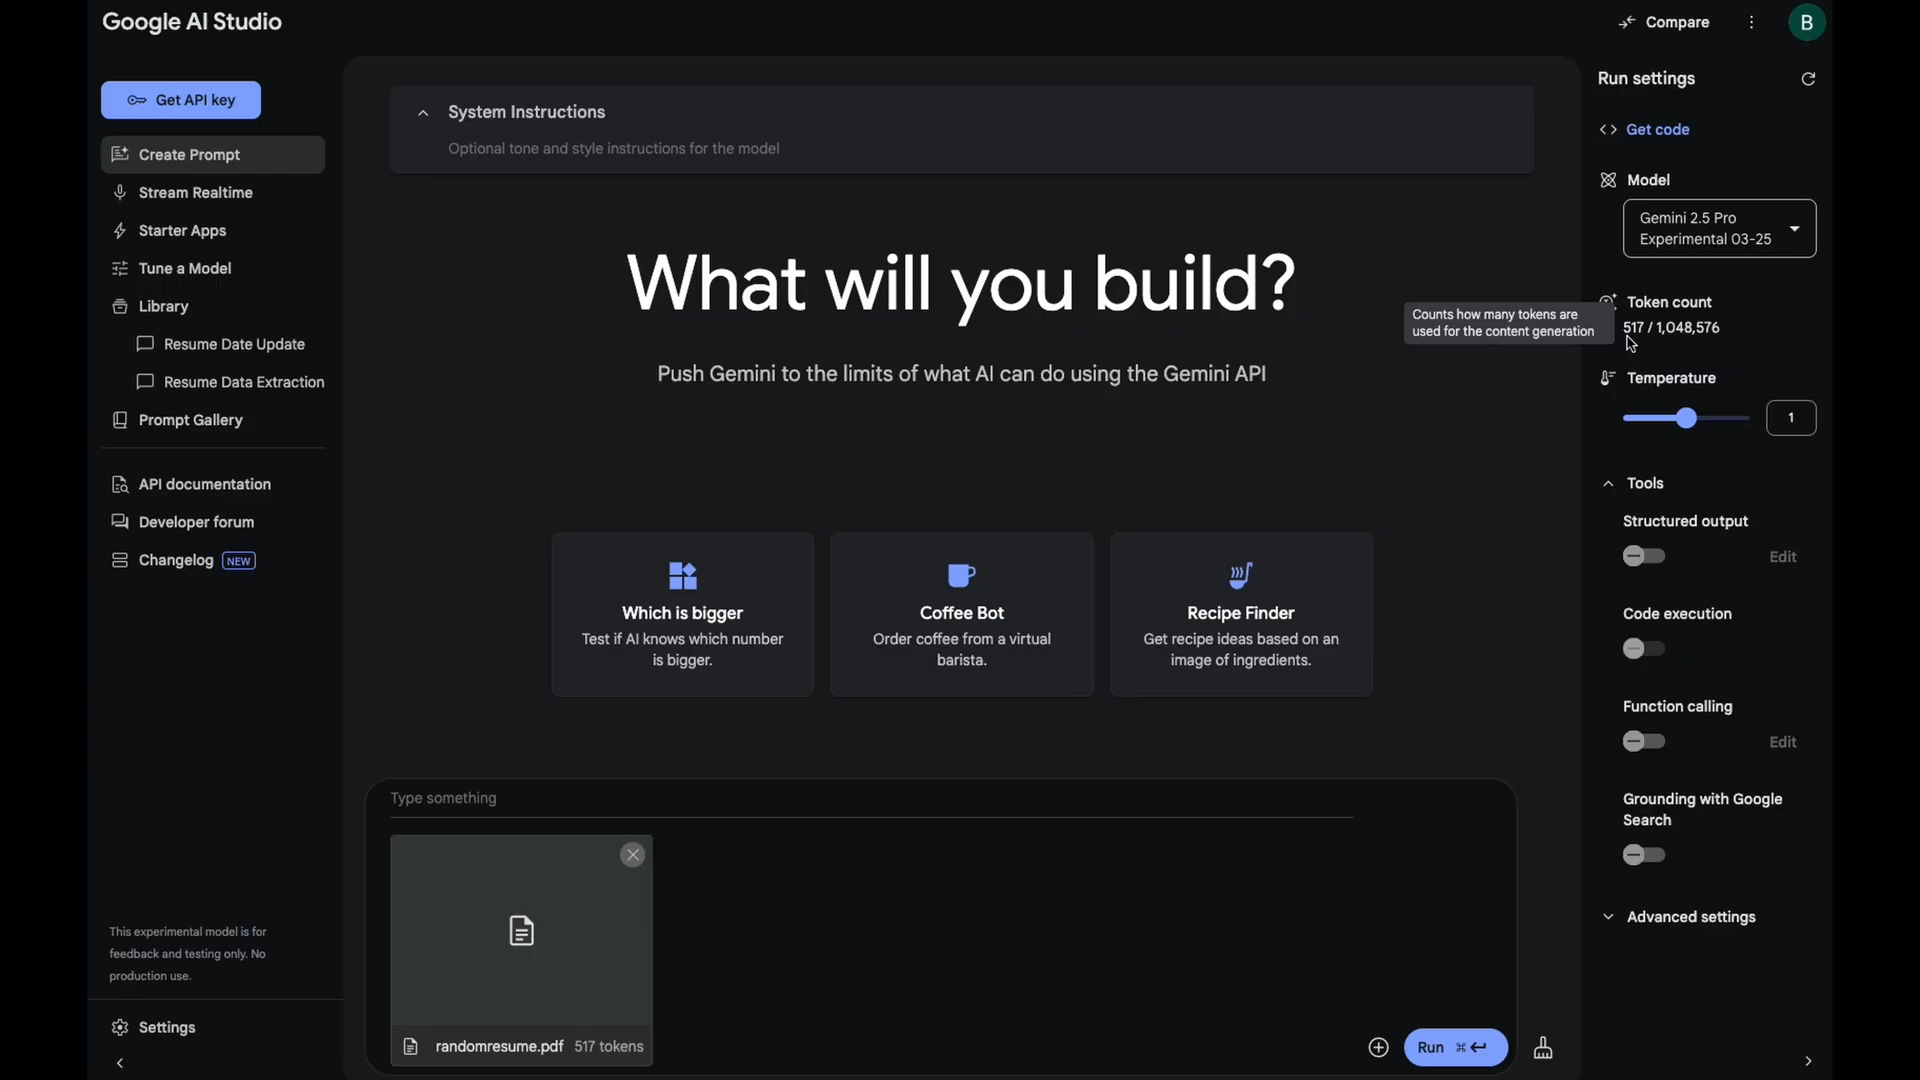 Google AI Studio
Compare
B
Get API key
Create Prompt
Stream Realtime
Starter Apps
Tune a Model
Library
Resume Date Update
Resume Data Extraction
Prompt Gallery
API documentation
Developer forum
Changelog NEW
This experimental model is for
feedback and testing only. No
production use.
Settings
System Instructions
Optional tone and style instructions for the model
What will you build?
Push Gemini to the limits of what AI can do using the Gemini API
Which is bigger
Test if AI knows which number
is bigger.
Coffee Bot
Order coffee from a virtual
barista.
Recipe Finder
Get recipe ideas based on an
image of ingredients.
Type something
randomresume.pdf 517 tokens
Run ⌘
Run settings
Get code
Model
Gemini 2.5 Pro
Experimental 03-25
Token count
Counts how many tokens are
used for the content generation
517 / 1,048,576
Temperature
1
Tools
Structured output
Edit
Code execution
Function calling
Edit
Grounding with Google
Search
Advanced settings